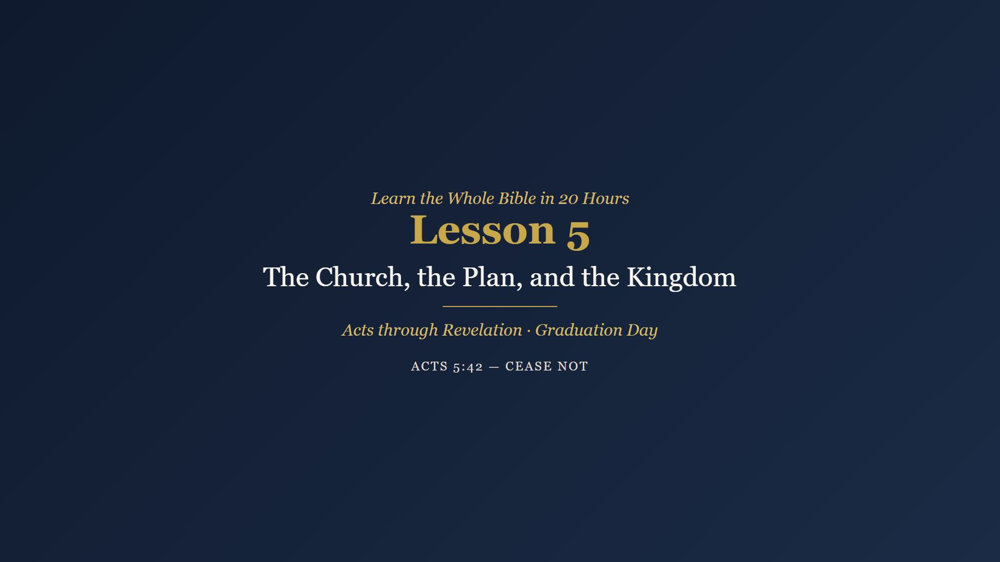 Learn the Whole Bible in 20 Hours
Lesson 5
The Church, the Plan, and the Kingdom
Acts through Revelation · Graduation Day
ACTS 5:42 — CEASE NOT